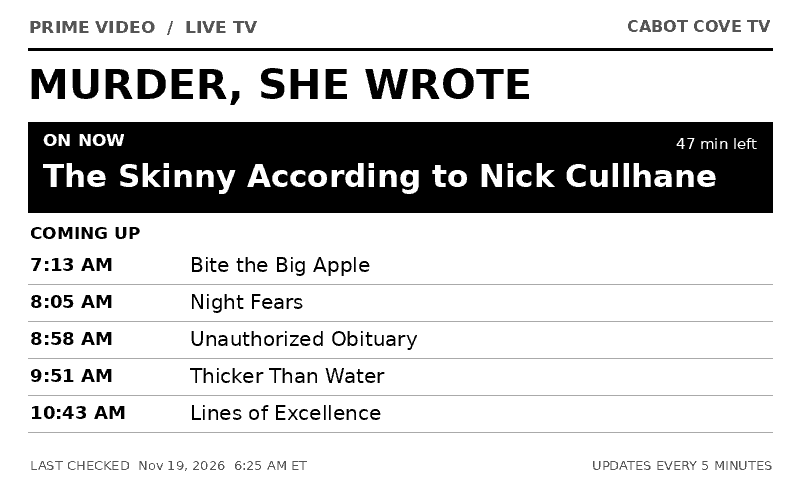 PRIME VIDEO / LIVE TV
CABOT COVE TV
MURDER, SHE WROTE
ON NOW
47 min left
The Skinny According to Nick Cullhane
COMING UP
7:13 AM Bite the Big Apple
8:05 AM Night Fears
8:58 AM Unauthorized Obituary
9:51 AM Thicker Than Water
10:43 AM Lines of Excellence
LAST CHECKED Nov 19, 2026 6:25 AM ET
UPDATES EVERY 5 MINUTES